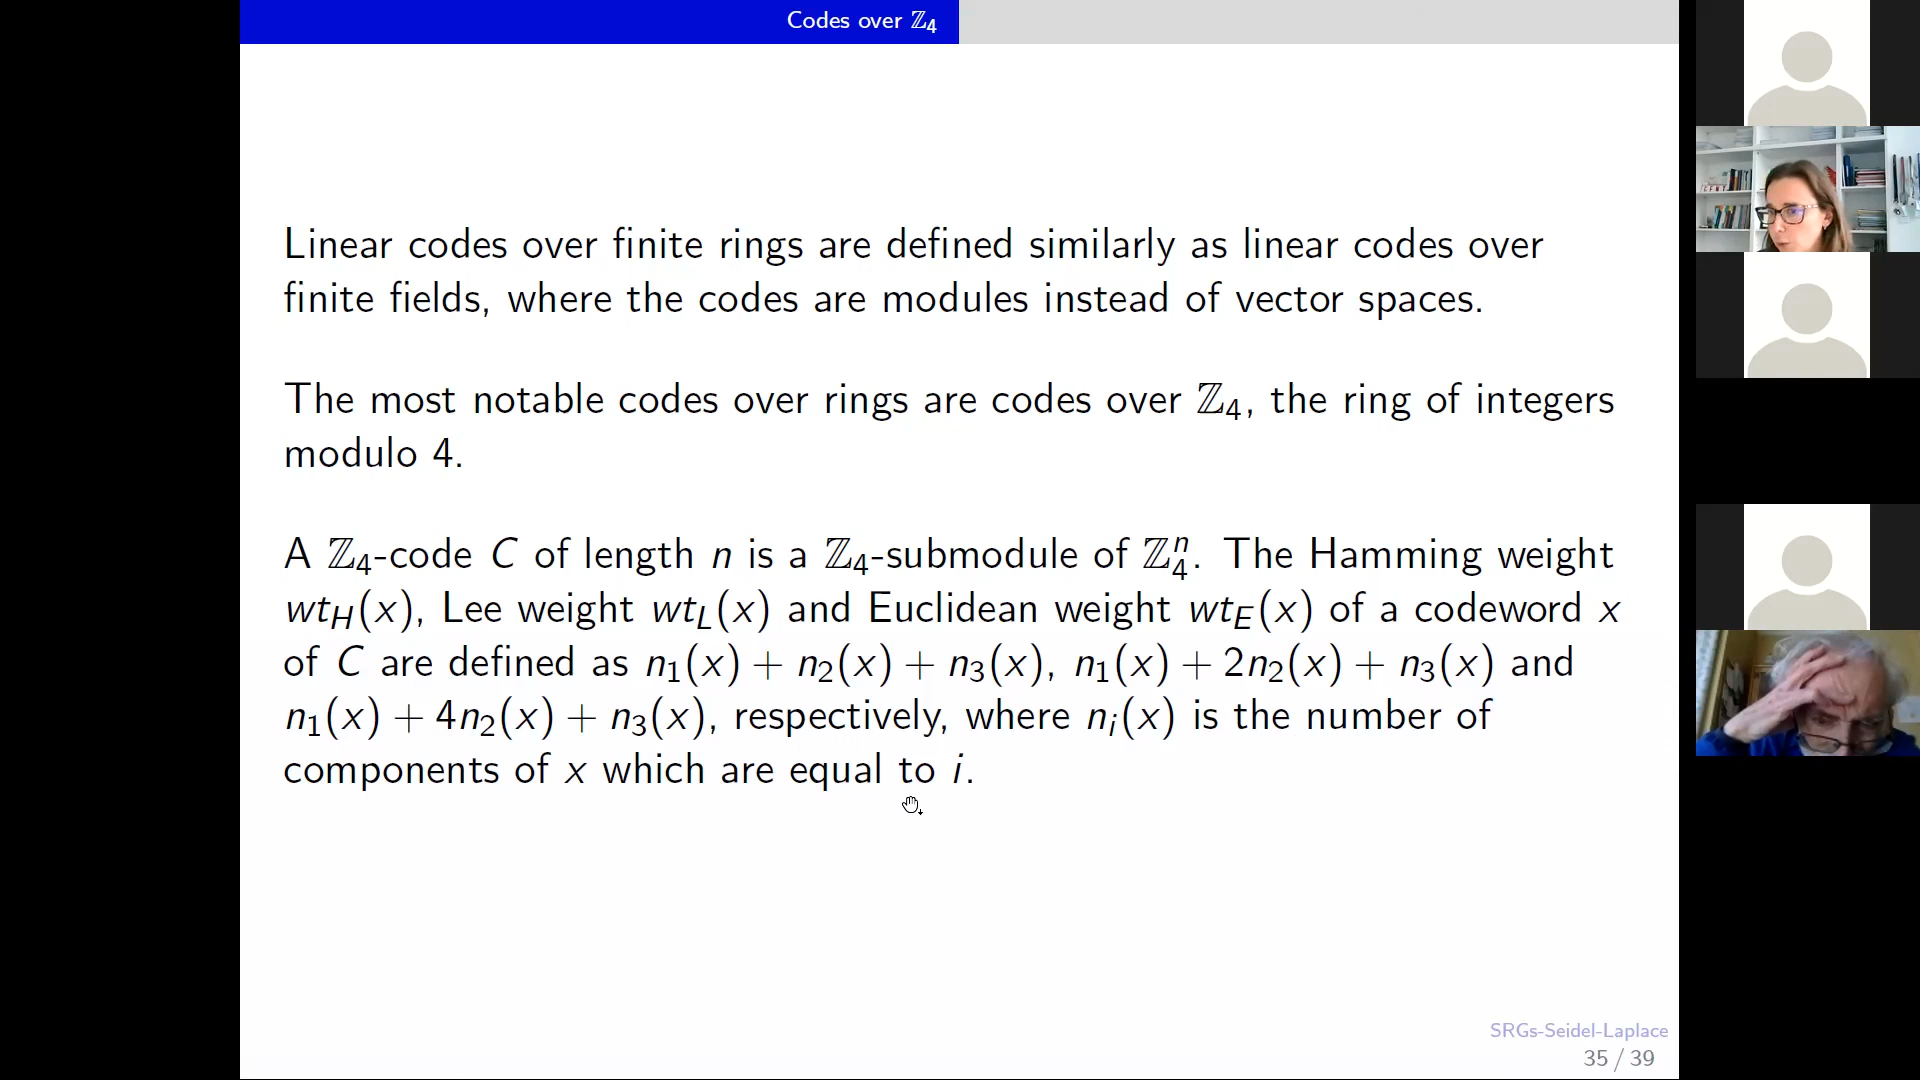 Codes over ℤ₄
Linear codes over finite rings are defined similarly as linear codes over
finite fields, where the codes are modules instead of vector spaces.
The most notable codes over rings are codes over ℤ₄, the ring of integers
modulo 4.
A ℤ₄-code C of length n is a ℤ₄-submodule of ℤ₄ⁿ. The Hamming weight
wt_H(x), Lee weight wt_L(x) and Euclidean weight wt_E(x) of a codeword x
of C are defined as n₁(x) + n₂(x) + n₃(x), n₁(x) + 2n₂(x) + n₃(x) and
n₁(x) + 4n₂(x) + n₃(x), respectively, where nᵢ(x) is the number of
components of x which are equal to i.
SRGs-Seidel-Laplace
35 / 39